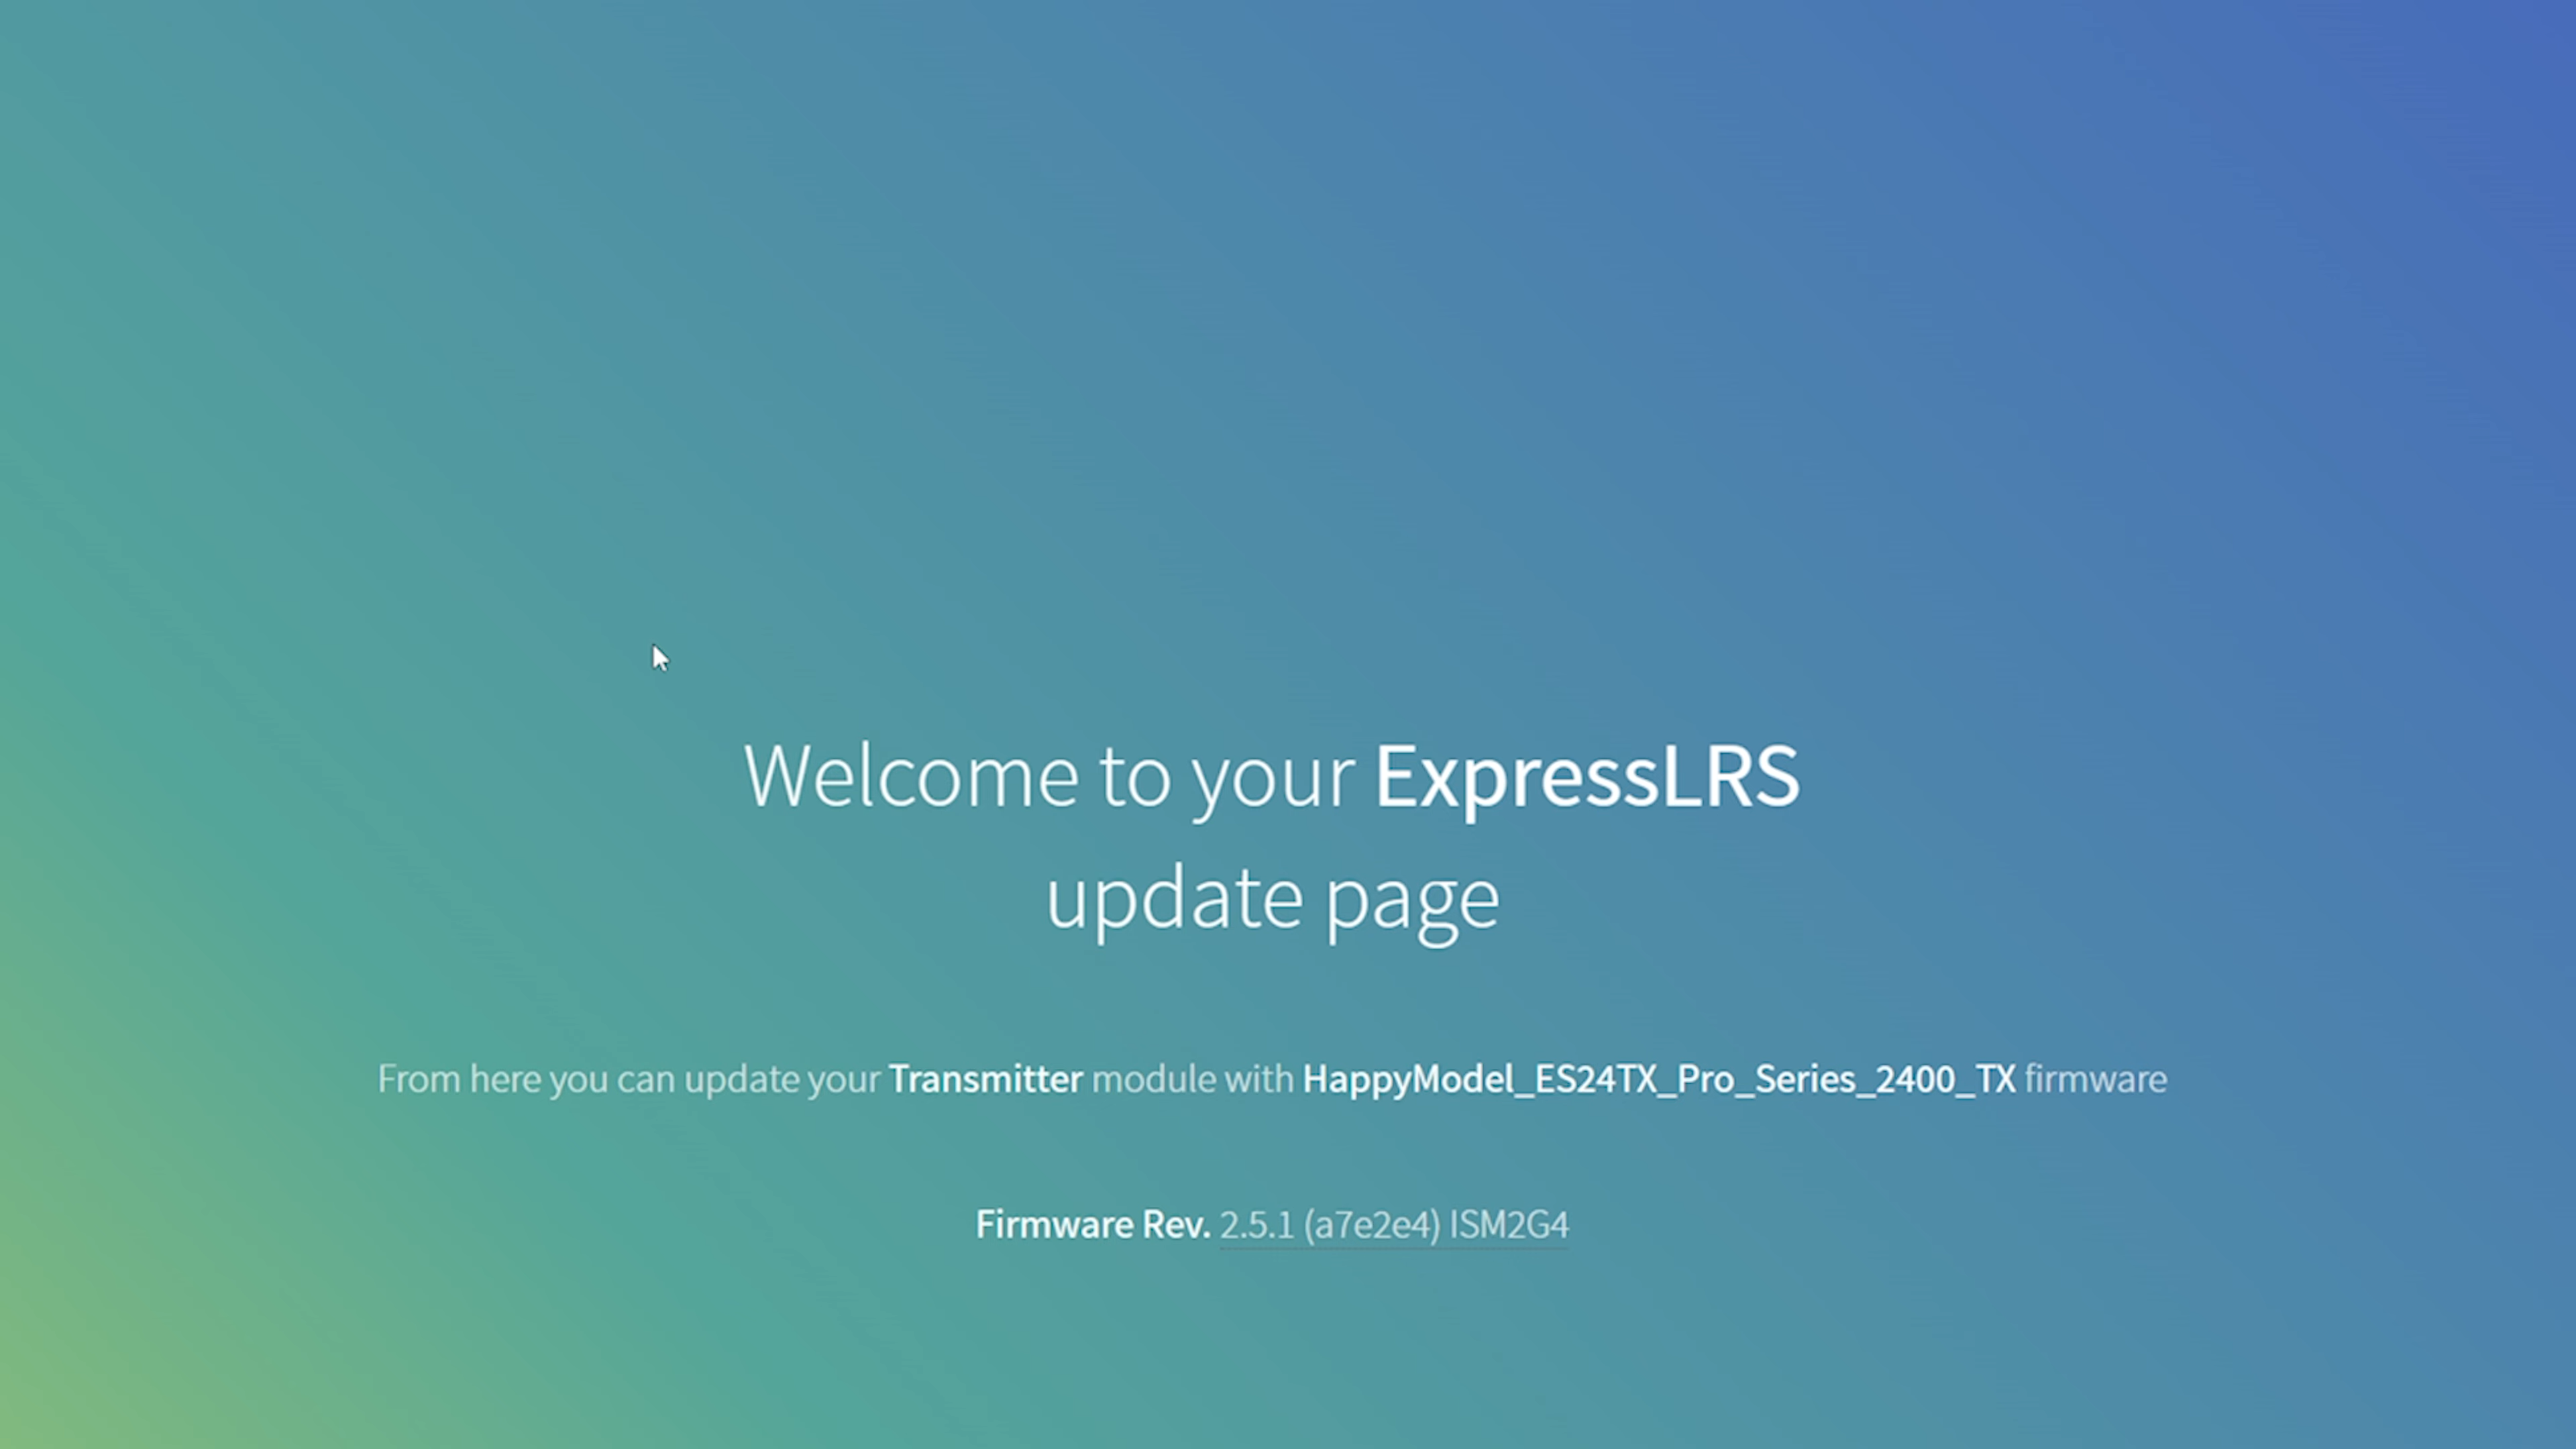 Welcome to your ExpressLRS
update page
From here you can update your Transmitter module with HappyModel_ES24TX_Pro_Series_2400_TX firmware
Firmware Rev. 2.5.1 (a7e2e4) ISM2G4